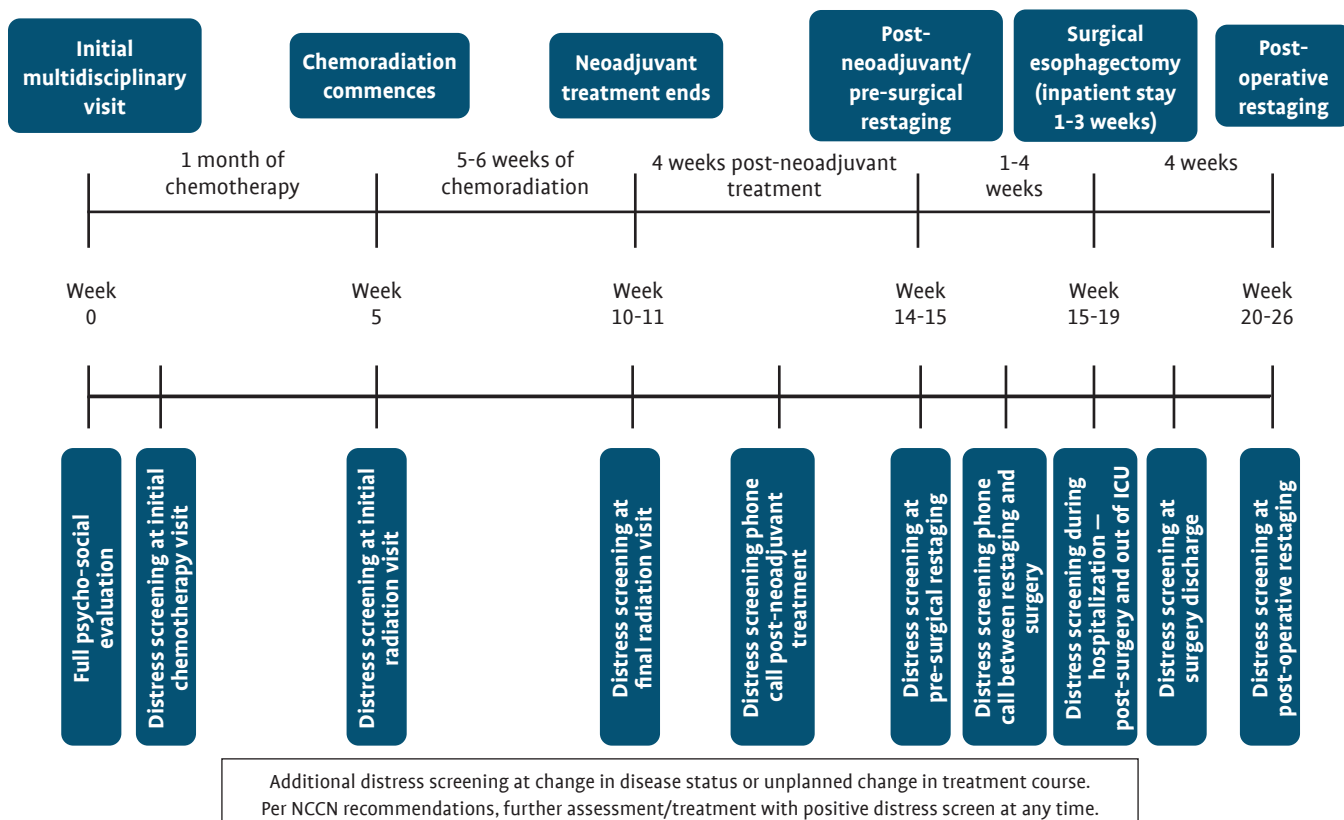 Initial
multidisciplinary
visit
Chemoradiation
commences
Neoadjuvant
treatment ends
Post-
neoadjuvant/
pre-surgical
restaging
Surgical
esophagectomy
(inpatient stay
1-3 weeks)
Post-
operative
restaging
1 month of
chemotherapy
5-6 weeks of
chemoradiation
4 weeks post-neoadjuvant
treatment
1-4
weeks
4 weeks
Week
0
Week
5
Week
10-11
Week
14-15
Week
15-19
Week
20-26
Full psycho-social
evaluation
Distress screening at initial
chemotherapy visit
Distress screening at initial
radiation visit
Distress screening at
final radiation visit
Distress screening phone
call post-neoadjuvant
treatment
Distress screening at
pre-surgical restaging
Distress screening phone
call between restaging and
surgery
Distress screening during
hospitalization —
post-surgery and out of ICU
Distress screening at
surgery discharge
Distress screening at
post-operative restaging
Additional distress screening at change in disease status or unplanned change in treatment course.
Per NCCN recommendations, further assessment/treatment with positive distress screen at any time.